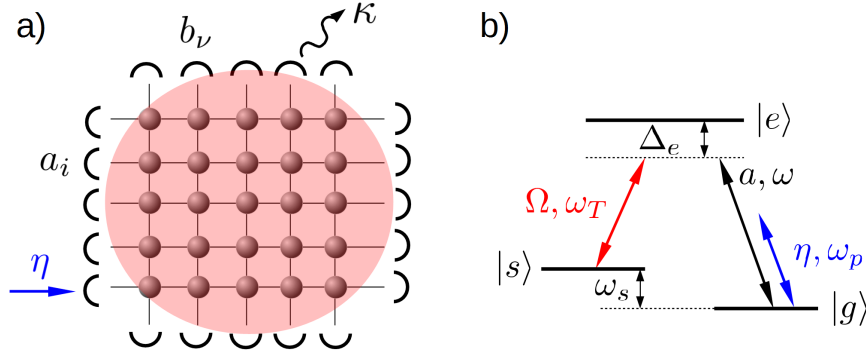 a)
b_ν
κ
a_i
η
b)
|e⟩
Δ_e
a, ω
Ω, ω_T
η, ω_p
|s⟩
ω_s
|g⟩